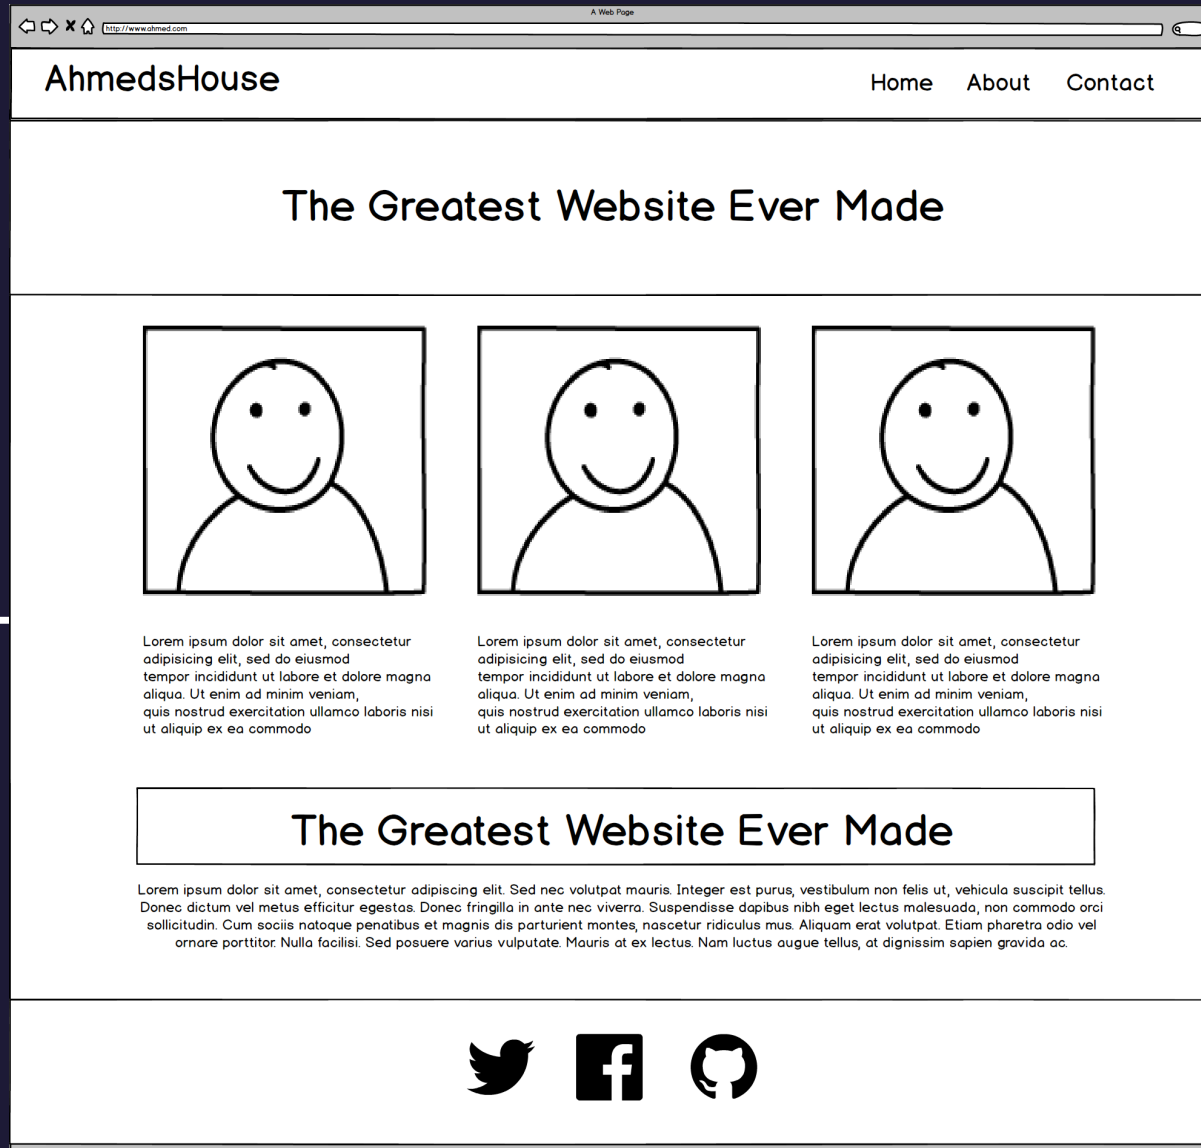 A Web Page
http://www.ahmed.com
AhmedsHouse
Home About Contact
The Greatest Website Ever Made
Lorem ipsum dolor sit amet, consectetur
adipisicing elit, sed do eiusmod
tempor incididunt ut labore et dolore magna
aliqua. Ut enim ad minim veniam,
quis nostrud exercitation ullamco laboris nisi
ut aliquip ex ea commodo
Lorem ipsum dolor sit amet, consectetur
adipisicing elit, sed do eiusmod
tempor incididunt ut labore et dolore magna
aliqua. Ut enim ad minim veniam,
quis nostrud exercitation ullamco laboris nisi
ut aliquip ex ea commodo
Lorem ipsum dolor sit amet, consectetur
adipisicing elit, sed do eiusmod
tempor incididunt ut labore et dolore magna
aliqua. Ut enim ad minim veniam,
quis nostrud exercitation ullamco laboris nisi
ut aliquip ex ea commodo
The Greatest Website Ever Made
Lorem ipsum dolor sit amet, consectetur adipiscing elit. Sed nec volutpat mauris. Integer est purus, vestibulum non felis ut, vehicula suscipit tellus.
Donec dictum vel metus efficitur egestas. Donec fringilla in ante nec viverra. Suspendisse dapibus nibh eget lectus malesuada, non commodo orci
sollicitudin. Cum sociis natoque penatibus et magnis dis parturient montes, nascetur ridiculus mus. Aliquam erat volutpat. Etiam pharetra odio vel
ornare porttitor. Nulla facilisi. Sed posuere varius vulputate. Mauris at ex lectus. Nam luctus augue tellus, at dignissim sapien gravida ac.